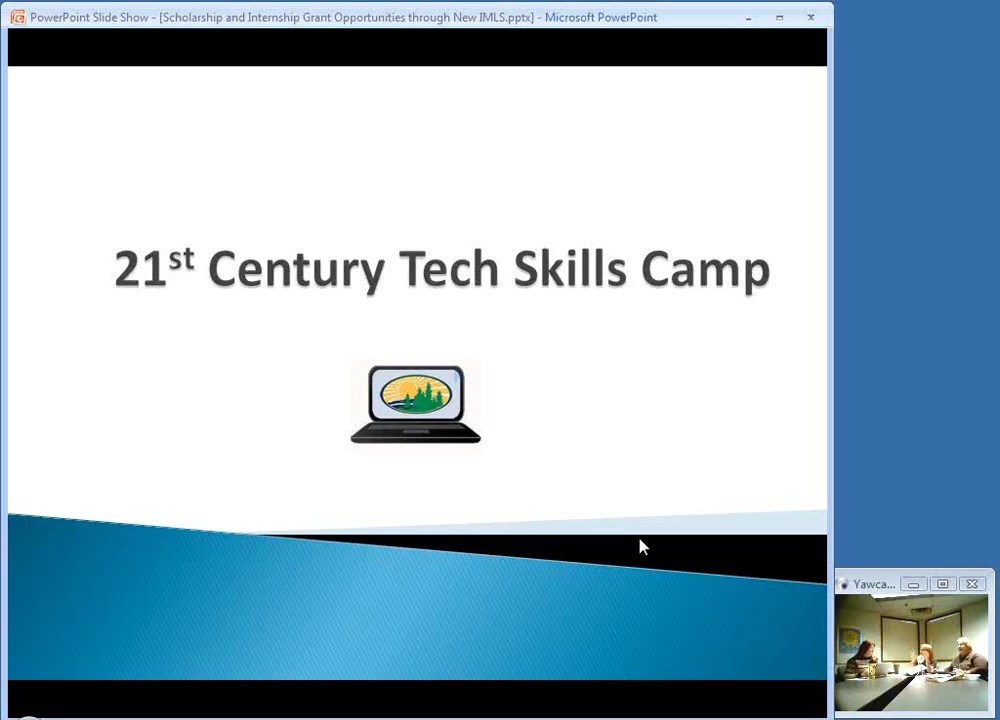 PowerPoint Slide Show - [Scholarship and Internship Grant Opportunities through New IMLS.pptx] - Microsoft PowerPoint
21st Century Tech Skills Camp
Yawca...